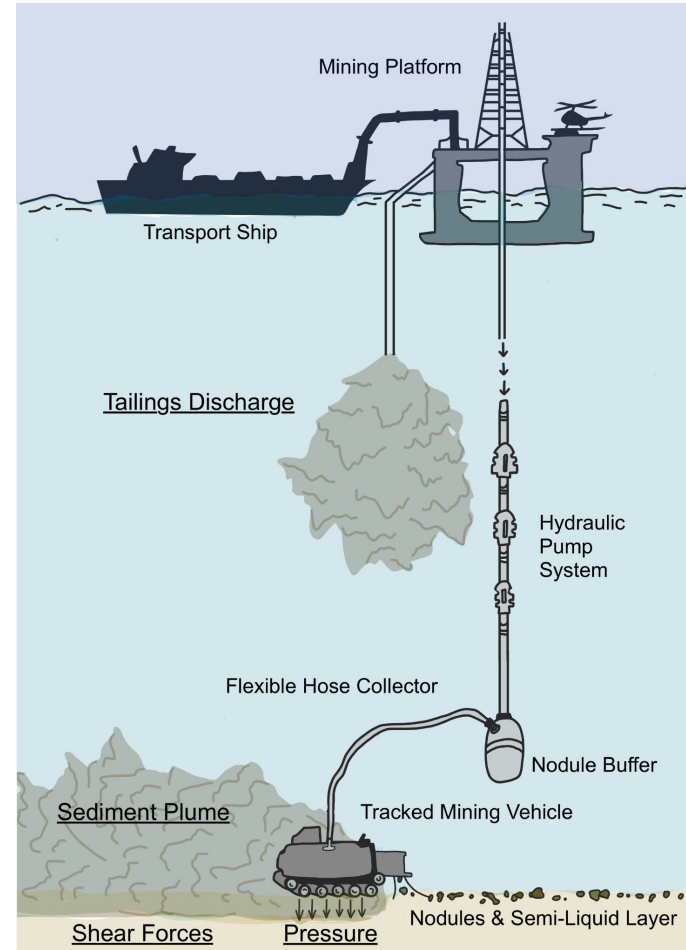 Mining Platform
Transport Ship
Tailings Discharge
Hydraulic
Pump
System
Flexible Hose Collector
Nodule Buffer
Sediment Plume
Tracked Mining Vehicle
Nodules & Semi-Liquid Layer
Shear Forces
Pressure